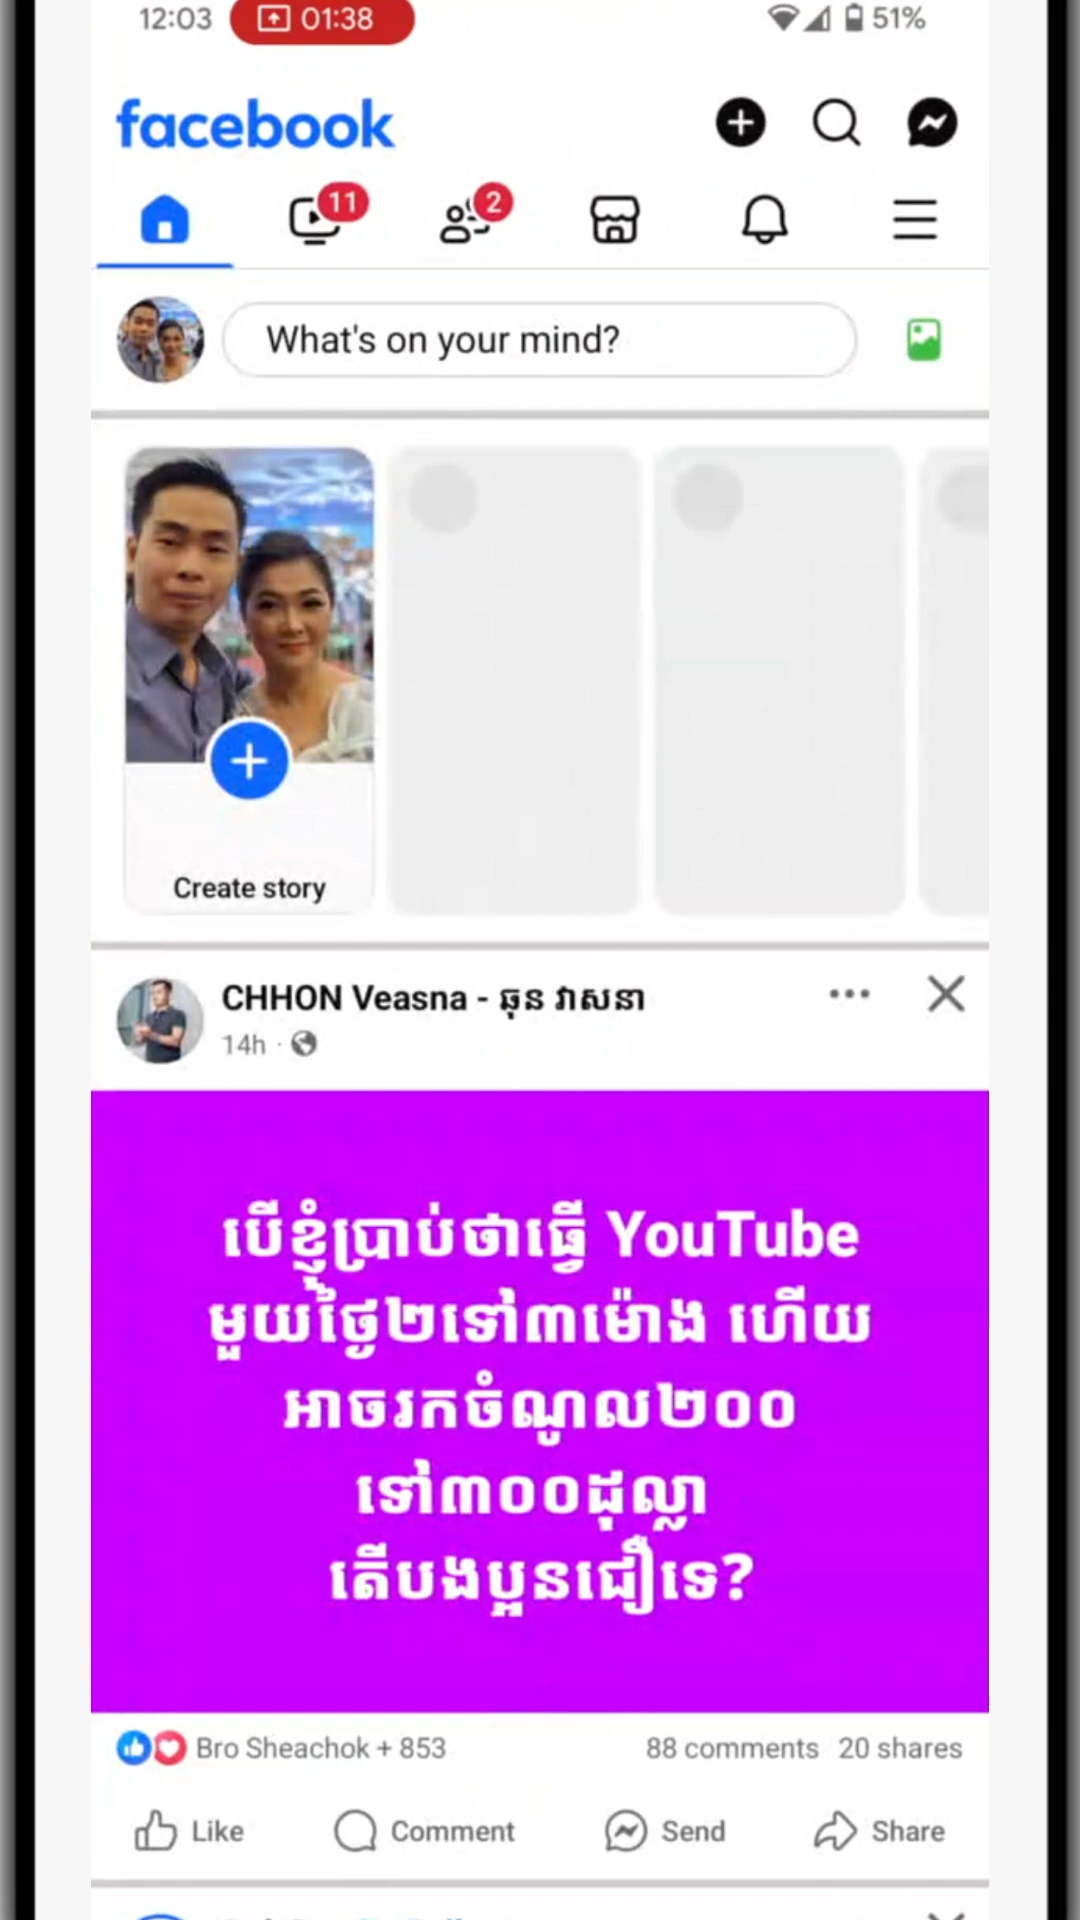 12:03 01:38 51%
facebook
11 2
What's on your mind?
Create story
CHHON Veasna - ឆុន វាសនា
14h ·
បើខ្ញុំប្រាប់ថាធ្វើ YouTube
មួយថ្ងៃ២ទៅ៣ម៉ោង ហើយ
អាចរកចំណូល២០០
ទៅ៣០០ដុល្លា
តើបងប្អូនជឿទេ?
Bro Sheachok + 853 88 comments 20 shares
Like Comment Send Share